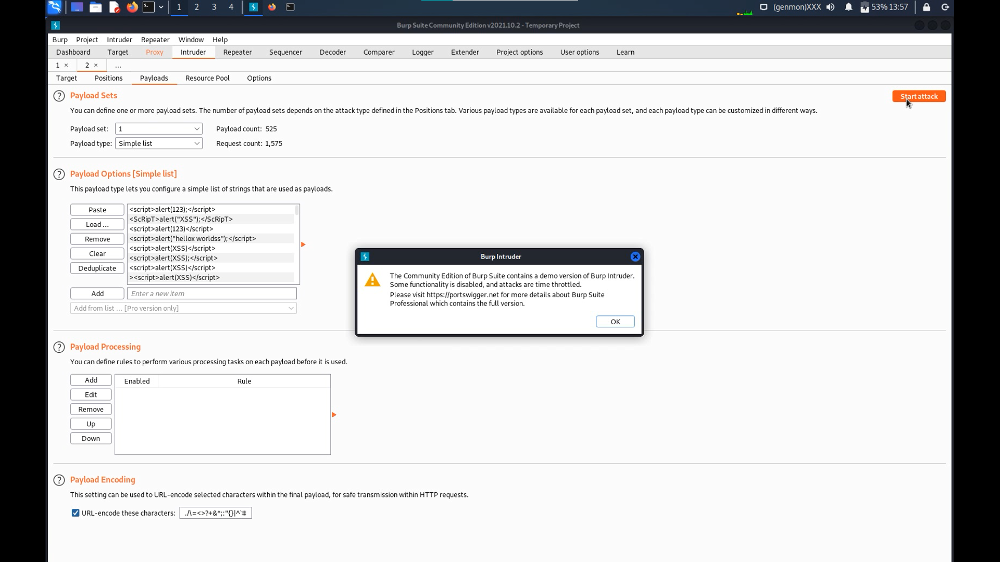 1 2 3 4 (genmon)XXX 53% 13:57
Burp Suite Community Edition v2021.10.2 - Temporary Project
Burp Project Intruder Repeater Window Help
Dashboard Target Proxy Intruder Repeater Sequencer Decoder Comparer Logger Extender Project options User options Learn
1 × 2 × ...
Target Positions Payloads Resource Pool Options
? Payload Sets Start attack
You can define one or more payload sets. The number of payload sets depends on the attack type defined in the Positions tab. Various payload types are available for each payload set, and each payload type can be customized in different ways.
Payload set: 1 Payload count: 525
Payload type: Simple list Request count: 1,575
? Payload Options [Simple list]
This payload type lets you configure a simple list of strings that are used as payloads.
Paste
Load ...
Remove
Clear
Deduplicate
<script>alert(123);</script>
<ScRipT>alert("XSS");</ScRipT>
<script>alert(123)</script>
<script>alert("hellox worldss");</script>
<script>alert(XSS)</script>
<script>alert(XSS);</script>
<script>alert(XSS)</script>
><script>alert(XSS)</script>
Add Enter a new item
Add from list ... [Pro version only]
Burp Intruder
The Community Edition of Burp Suite contains a demo version of Burp Intruder.
Some functionality is disabled, and attacks are time throttled.
Please visit https://portswigger.net for more details about Burp Suite
Professional which contains the full version.
OK
? Payload Processing
You can define rules to perform various processing tasks on each payload before it is used.
Add
Edit
Remove
Up
Down
Enabled Rule
? Payload Encoding
This setting can be used to URL-encode selected characters within the final payload, for safe transmission within HTTP requests.
URL-encode these characters: ./\=<>?+&*;:"{}|^`#